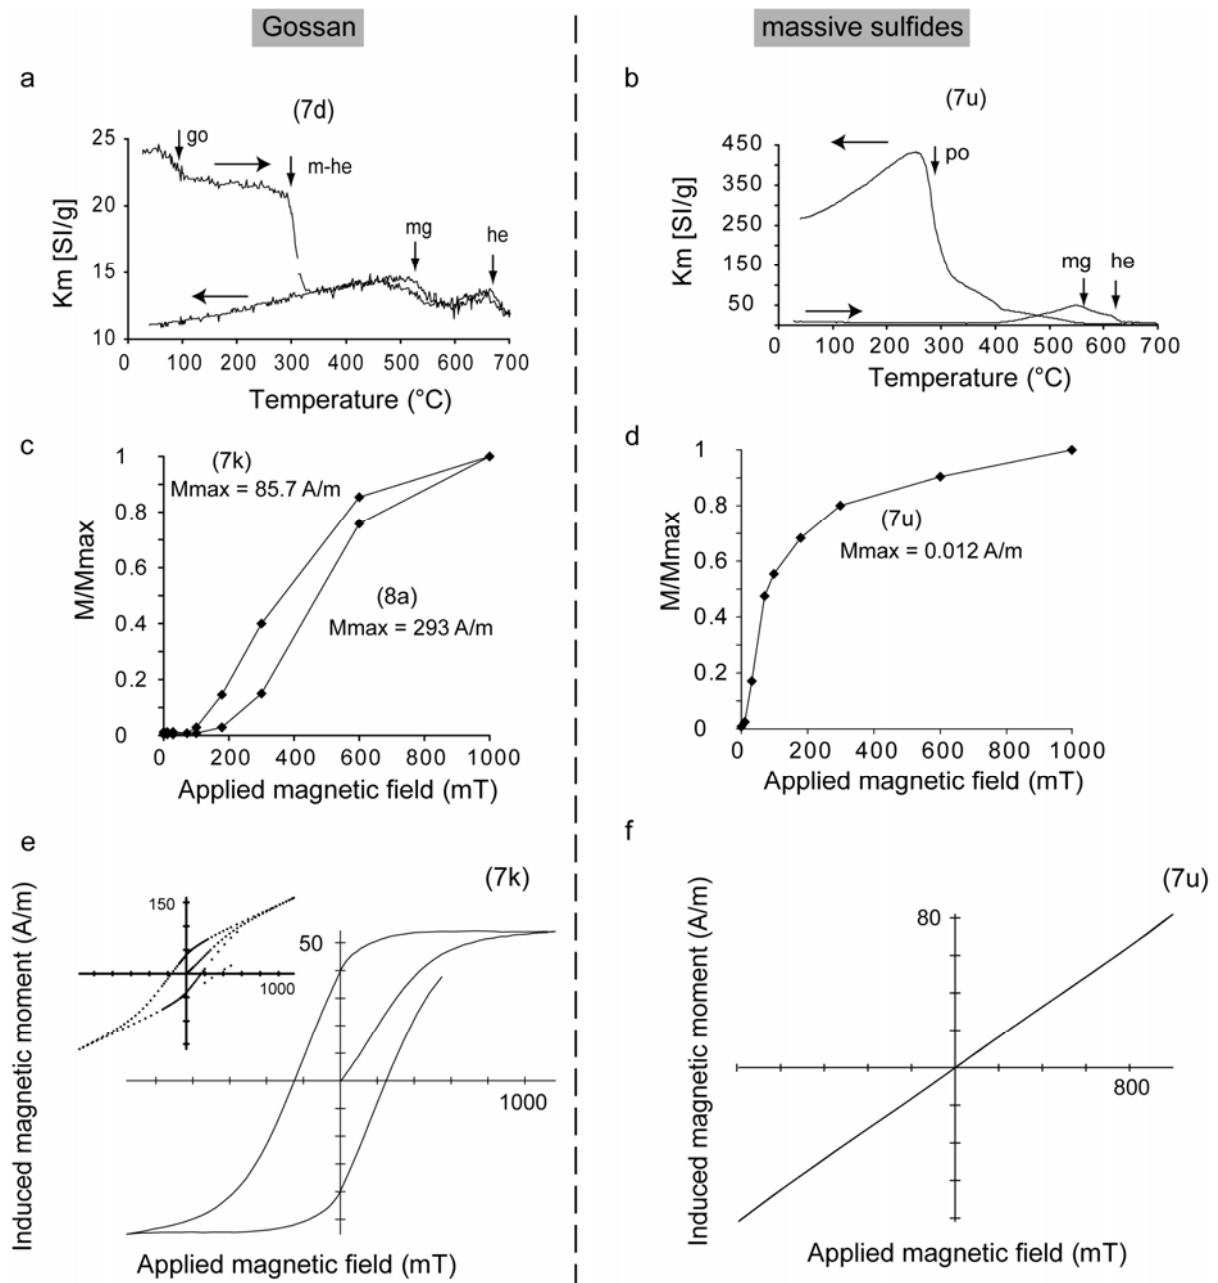 Gossan
massive sulfides
a
(7d)
25
20
15
10
Km [SI/g]
go
m-he
mg
he
0 100 200 300 400 500 600 700
Temperature (°C)
b
(7u)
450
350
250
150
50
Km [SI/g]
po
mg he
100 200 300 400 500 600 700
Temperature (°C)
c
1
0.8
0.6
0.4
0.2
0
M/Mmax
(7k)
Mmax = 85.7 A/m
(8a)
Mmax = 293 A/m
0 200 400 600 800 1000
Applied magnetic field (mT)
d
1
0.8
0.6
0.4
0.2
0
M/Mmax
(7u)
Mmax = 0.012 A/m
0 200 400 600 800 1000
Applied magnetic field (mT)
e
(7k)
Induced magnetic moment (A/m)
150
1000
50
1000
Applied magnetic field (mT)
f
(7u)
Induced magnetic moment (A/m)
80
800
Applied magnetic field (mT)